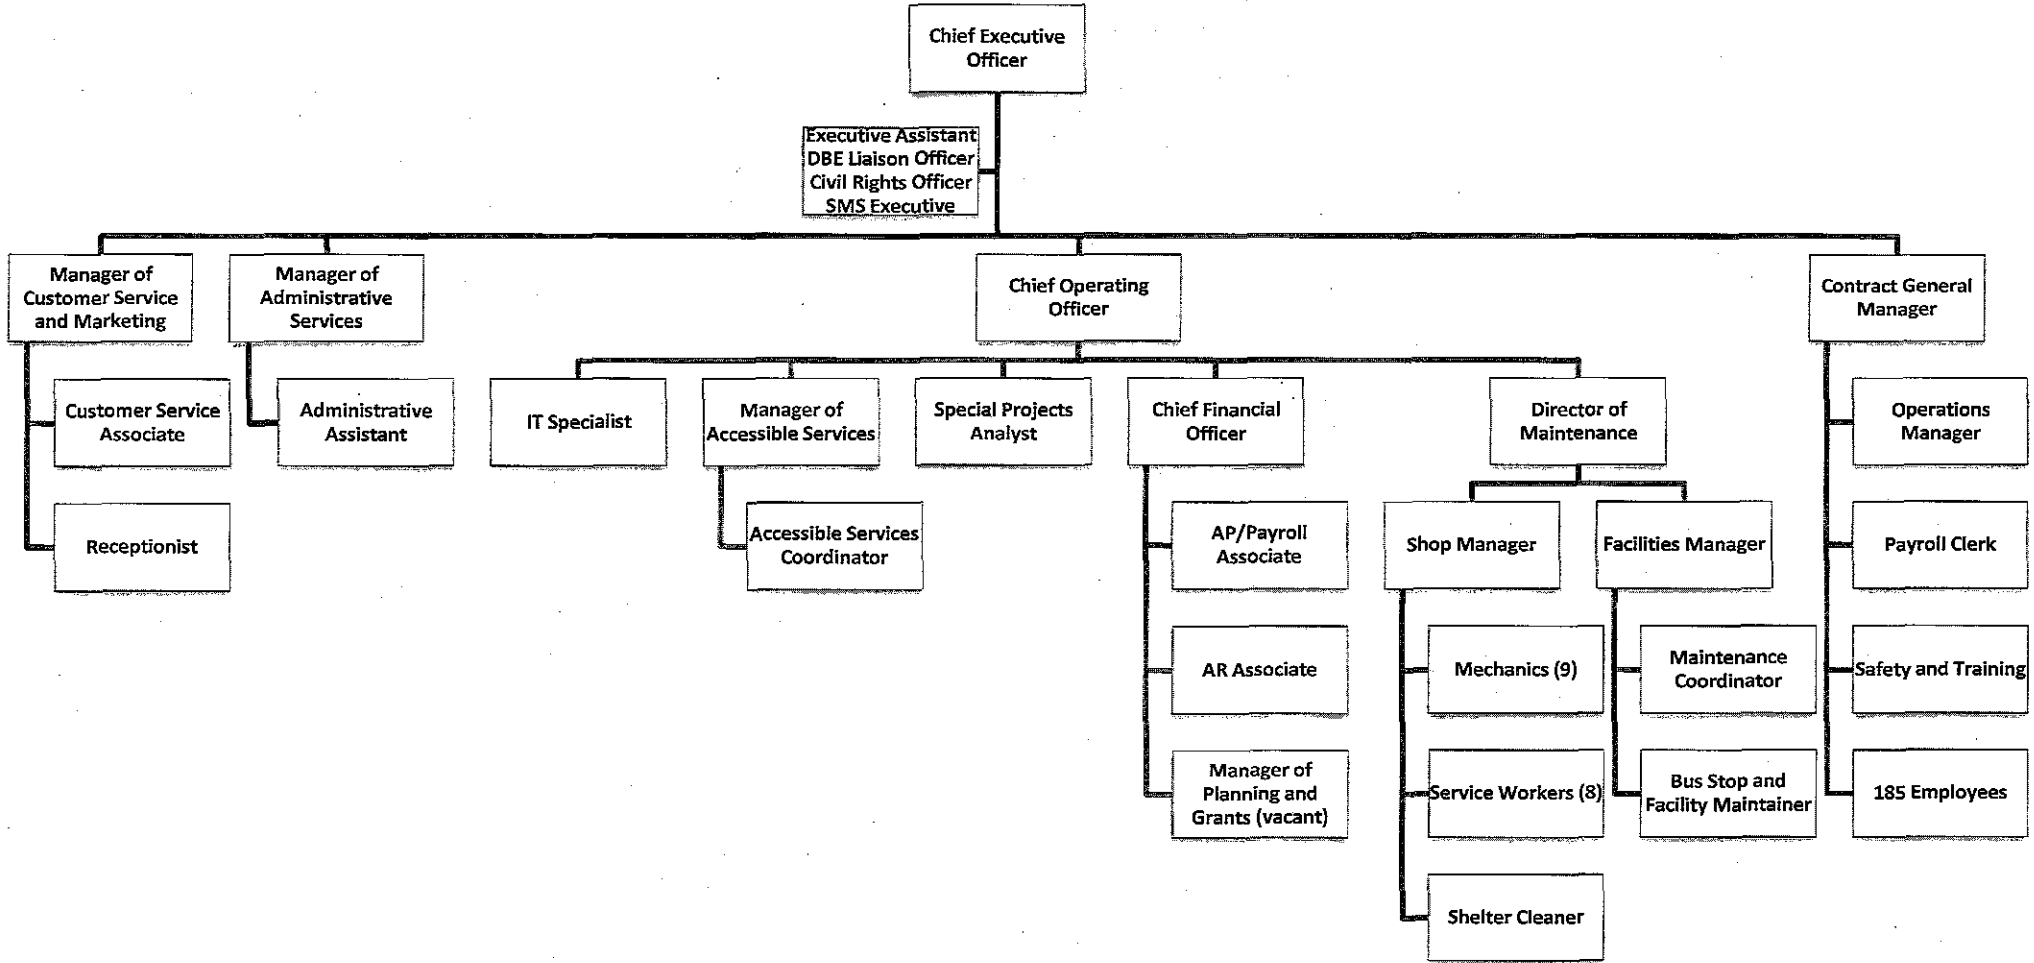 Chief Executive
Officer
Executive Assistant
DBE Liaison Officer
Civil Rights Officer
SMS Executive
Manager of
Customer Service
and Marketing
Manager of
Administrative
Services
Chief Operating
Officer
Contract General
Manager
Customer Service
Associate
Administrative
Assistant
IT Specialist
Manager of
Accessible Services
Special Projects
Analyst
Chief Financial
Officer
Director of
Maintenance
Operations
Manager
Receptionist
Accessible Services
Coordinator
AP/Payroll
Associate
Shop Manager
Facilities Manager
Payroll Clerk
AR Associate
Mechanics (9)
Maintenance
Coordinator
Safety and Training
Manager of
Planning and
Grants (vacant)
Service Workers (8)
Bus Stop and
Facility Maintainer
185 Employees
Shelter Cleaner